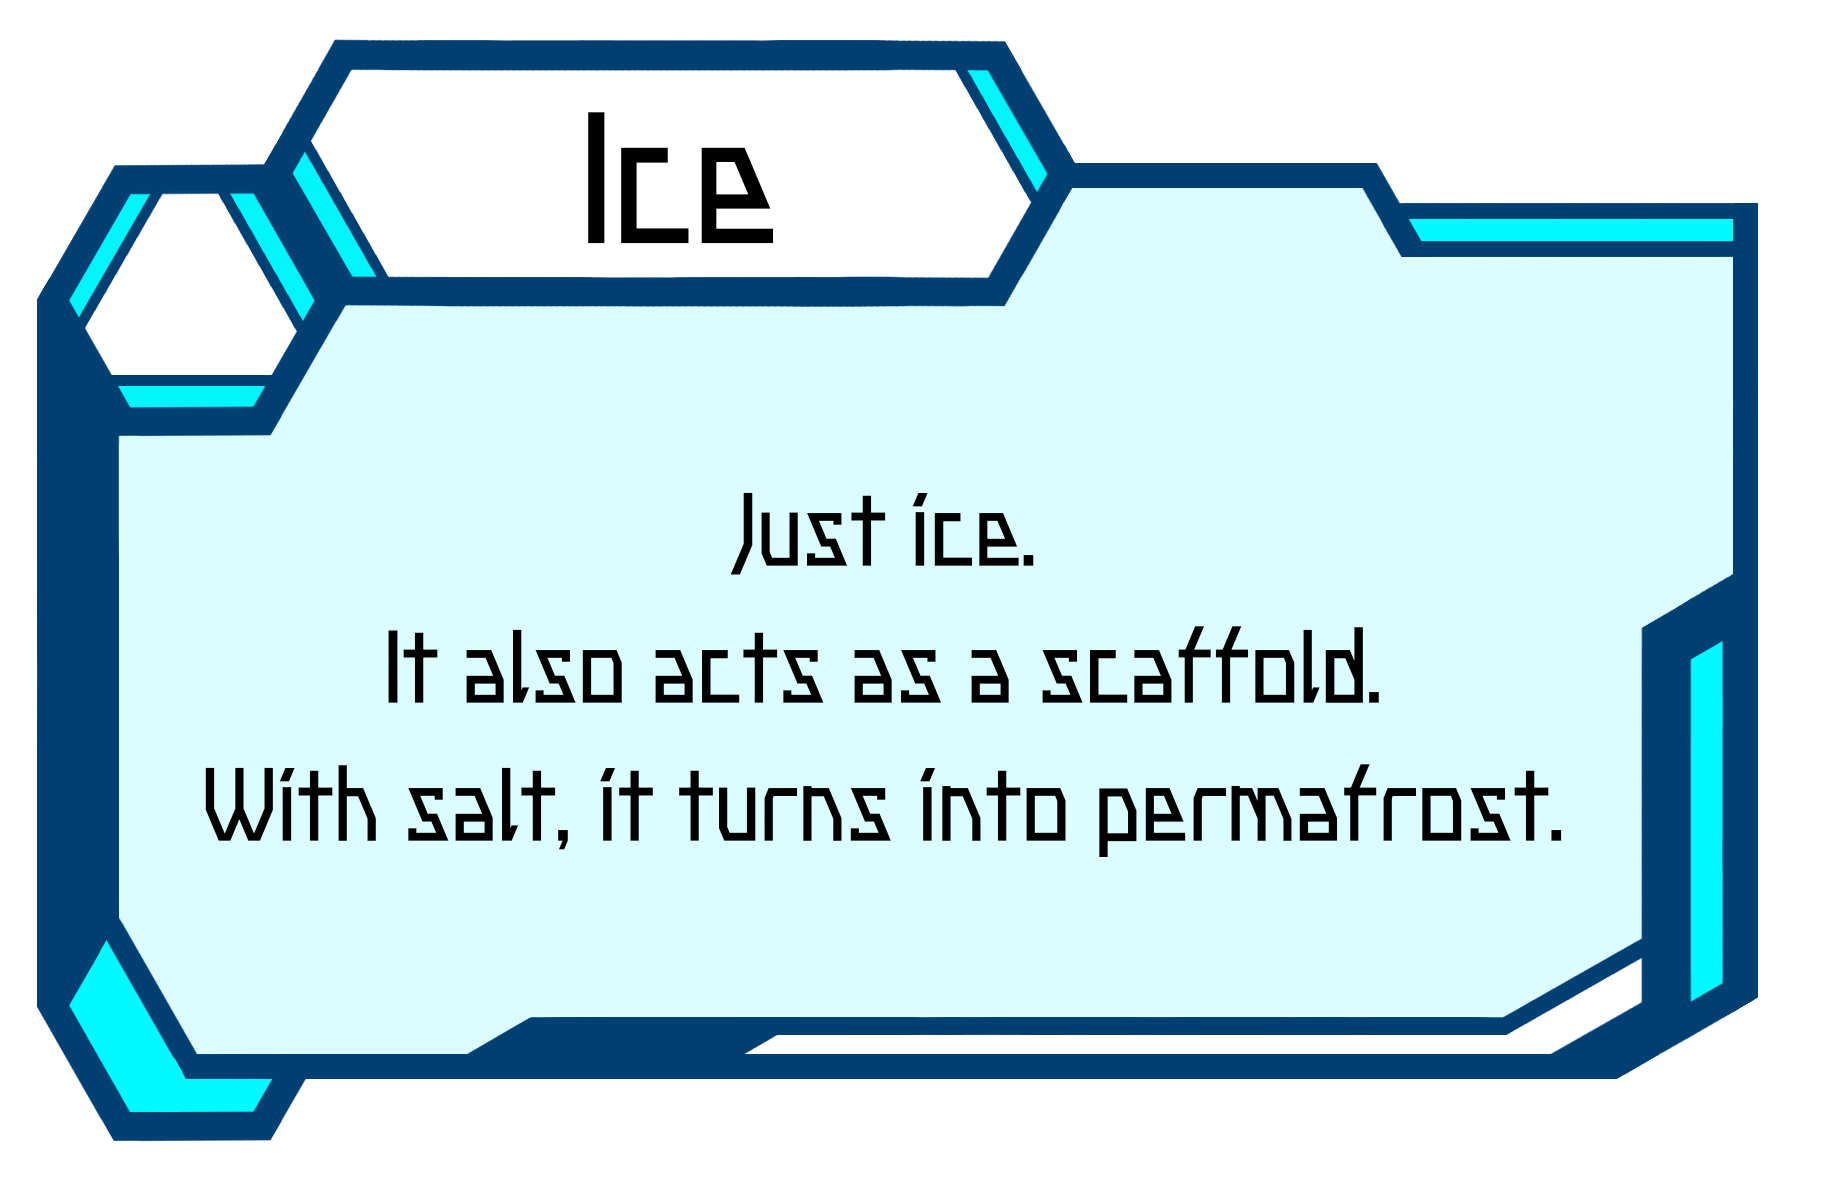 Ice
Just ice.
It also acts as a scaffold.
With salt, it turns into permafrost.